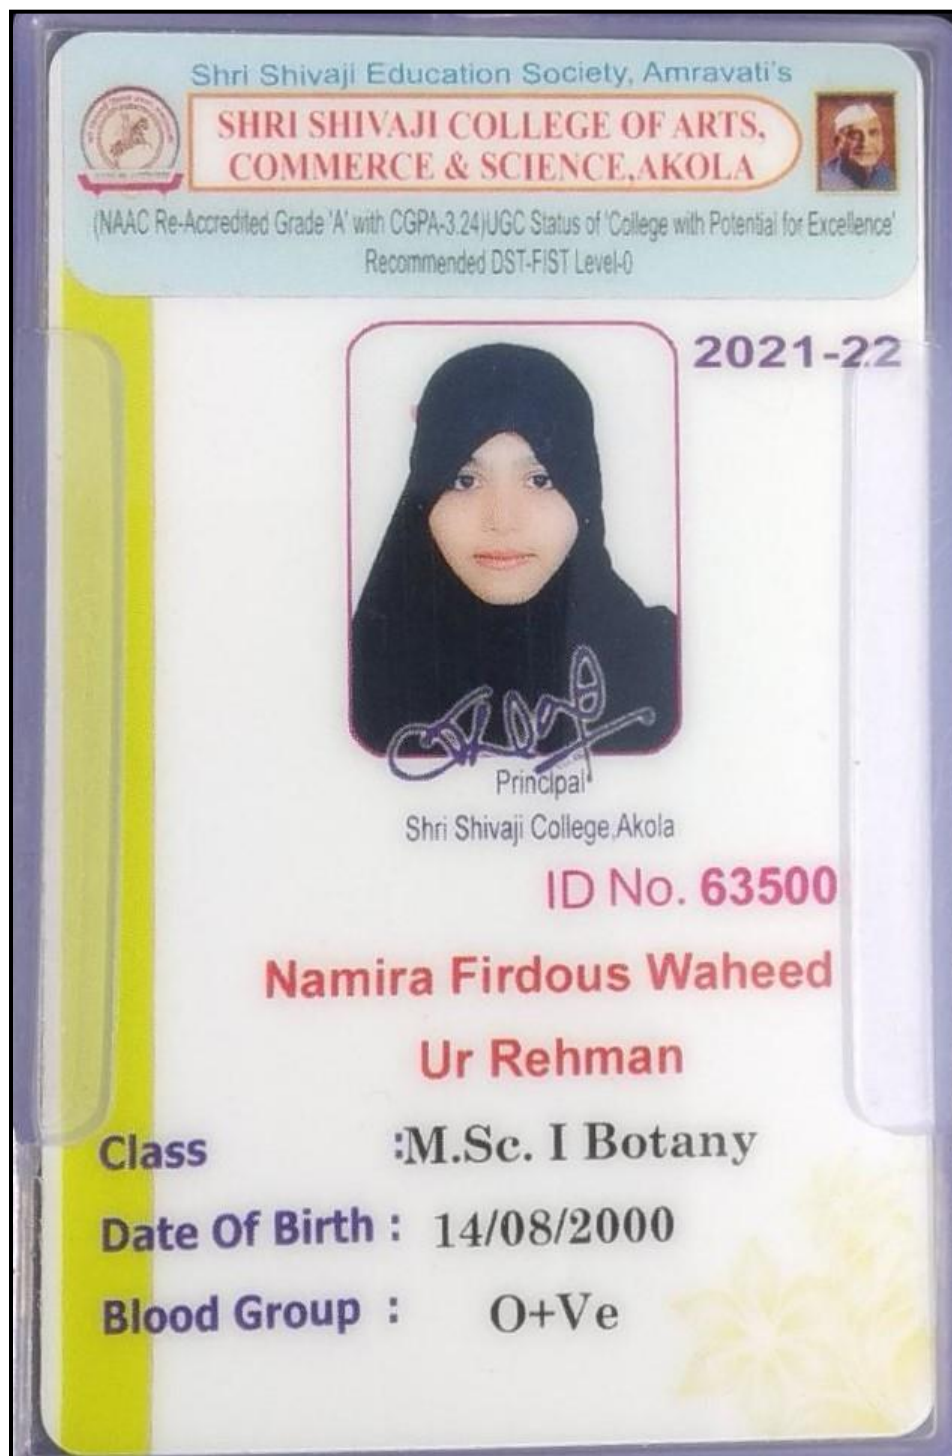 Shri Shivaji Education Society, Amravati's
SHRI SHIVAJI COLLEGE OF ARTS,
COMMERCE & SCIENCE,AKOLA
(NAAC Re-Accredited Grade 'A' with CGPA-3.24)UGC Status of 'College with Potential for Excellence'
Recommended DST-FIST Level-0
2021-22
Principal
Shri Shivaji College,Akola
ID No. 63500
Namira Firdous Waheed
Ur Rehman
Class :M.Sc. I Botany
Date Of Birth : 14/08/2000
Blood Group : O+Ve